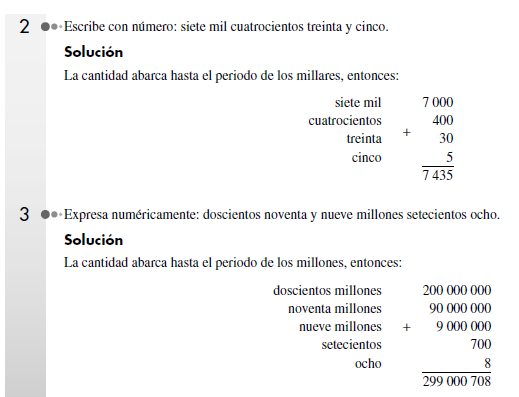 2 Escribe con número: siete mil cuatrocientos treinta y cinco.
Solución
La cantidad abarca hasta el periodo de los millares, entonces:
siete mil 7 000
cuatrocientos 400
treinta + 30
cinco 5
7 435
3 Expresa numéricamente: doscientos noventa y nueve millones setecientos ocho.
Solución
La cantidad abarca hasta el periodo de los millones, entonces:
doscientos millones 200 000 000
noventa millones 90 000 000
nueve millones + 9 000 000
setecientos 700
ocho 8
299 000 708